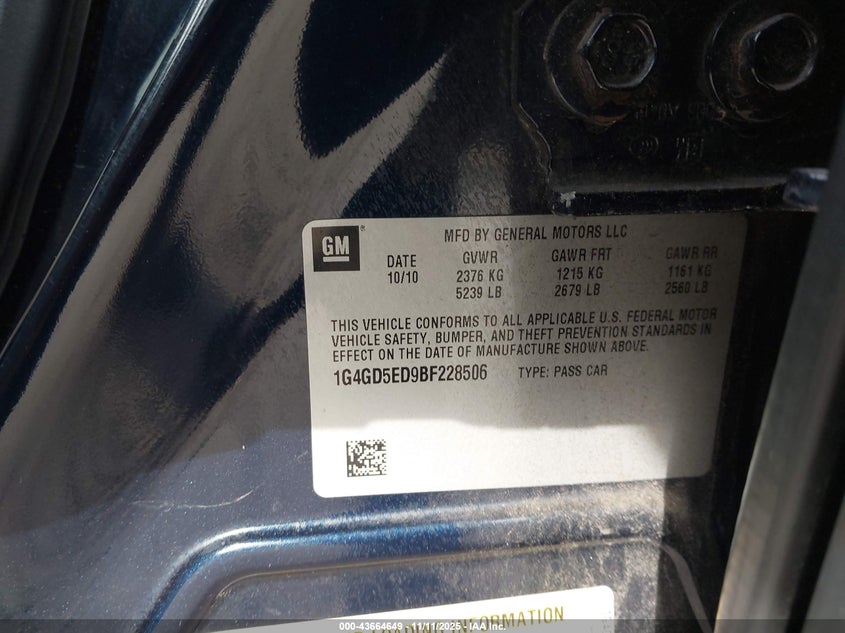 GM
®
MFD BY GENERAL MOTORS LLC
DATE GVWR GAWR FRT GAWR RR
10/10 2376 KG 1215 KG 1161 KG
5239 LB 2679 LB 2560 LB
THIS VEHICLE CONFORMS TO ALL APPLICABLE U.S. FEDERAL MOTOR
VEHICLE SAFETY, BUMPER, AND THEFT PREVENTION STANDARDS IN
EFFECT ON THE DATE OF MANUFACTURE SHOWN ABOVE.
1G4GD5ED9BF228506 TYPE: PASS CAR
INFORMATION
000-43664649 - 11/11/2025 - IAA Inc.